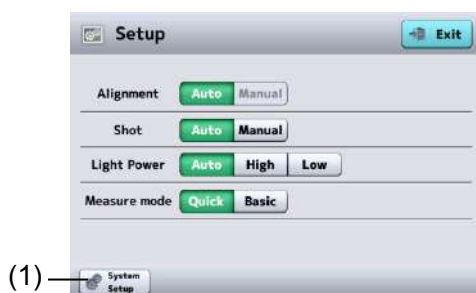 Setup
Exit
Alignment Auto Manual
Shot Auto Manual
Light Power Auto High Low
Measure mode Quick Basic
(1)
System
Setup